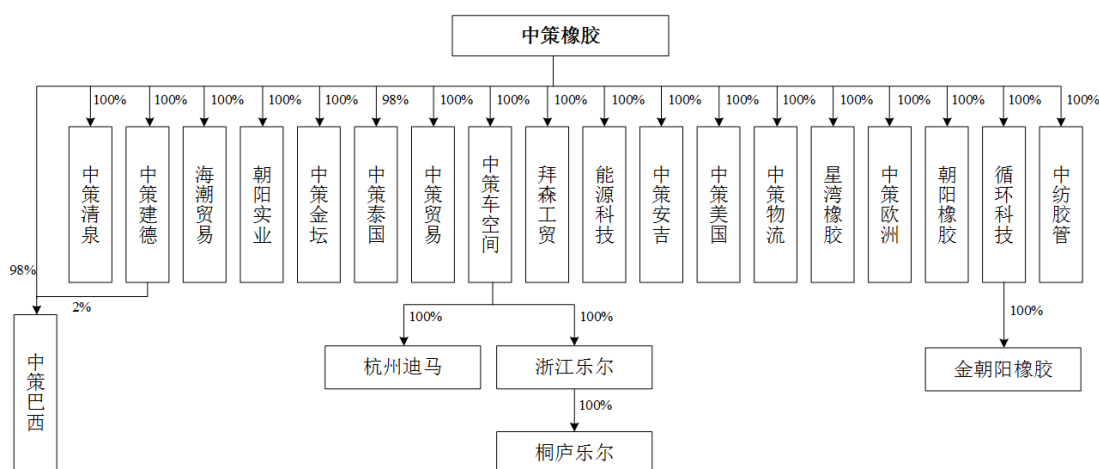 中策橡胶
100%
100%
100%
100%
100%
98%
100%
100%
100%
100%
100%
100%
100%
100%
100%
100%
100%
100%
中策清泉
中策建德
海潮贸易
朝阳实业
中策金坛
中策泰国
中策贸易
中策车空间
拜森工贸
能源科技
中策安吉
中策美国
中策物流
星湾橡胶
中策欧洲
朝阳橡胶
循环科技
中纺胶管
98%
2%
100%
100%
100%
中策巴西
杭州迪马
浙江乐尔
金朝阳橡胶
100%
桐庐乐尔